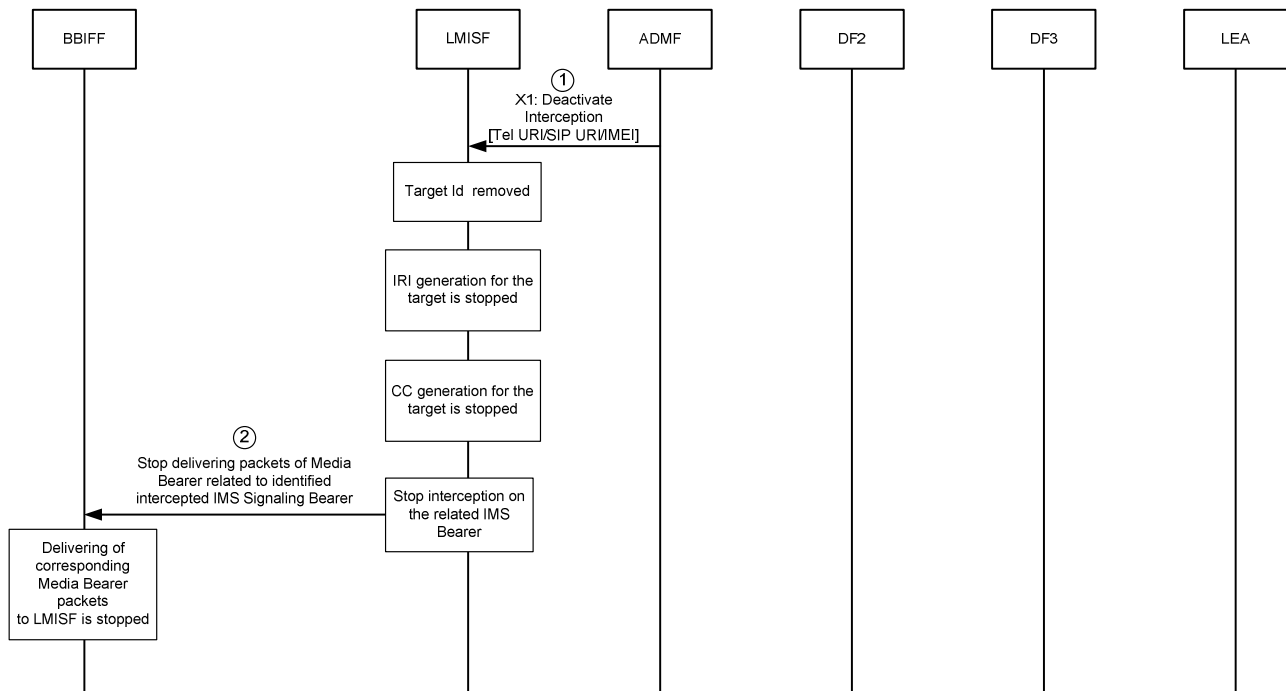 BBIFF
LMISF
ADMF
DF2
DF3
LEA
1
X1: Deactivate
Interception
[Tel URI/SIP URI/IMEI]
Target Id removed
IRI generation for the
target is stopped
CC generation for the
target is stopped
2
Stop delivering packets of Media
Bearer related to identified
intercepted IMS Signaling Bearer
Stop interception on
the related IMS
Bearer
Delivering of
corresponding
Media Bearer
packets
to LMISF is stopped